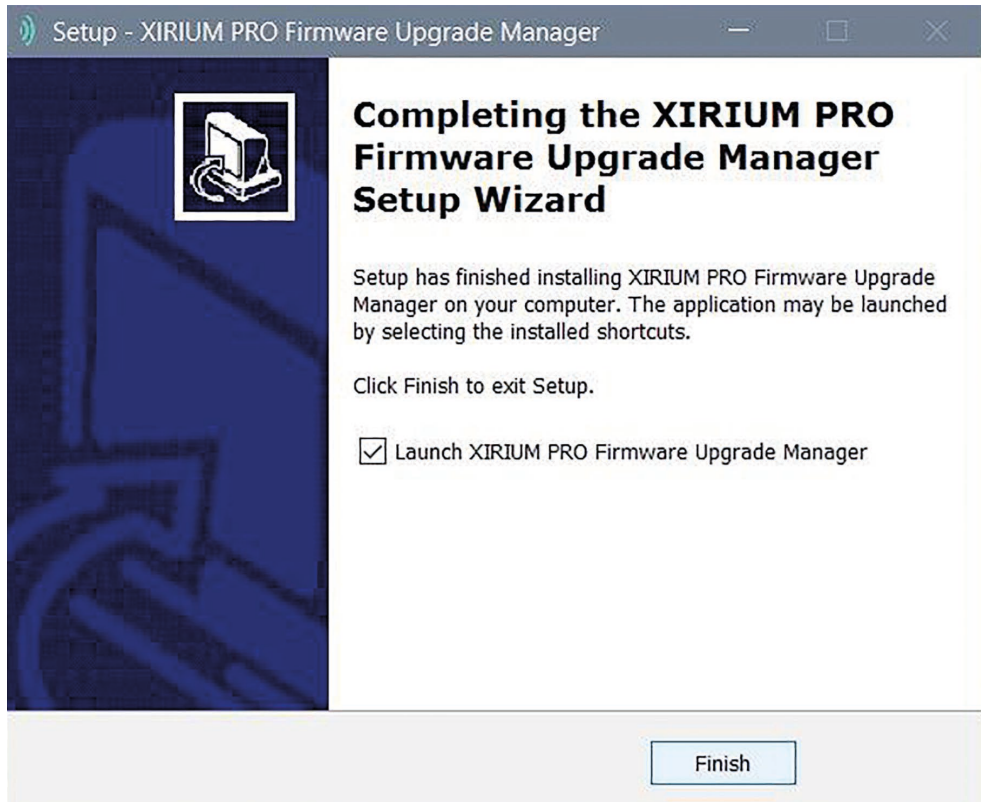 Setup - XIRIUM PRO Firmware Upgrade Manager
Completing the XIRIUM PRO
Firmware Upgrade Manager
Setup Wizard
Setup has finished installing XIRIUM PRO Firmware Upgrade
Manager on your computer. The application may be launched
by selecting the installed shortcuts.
Click Finish to exit Setup.
Launch XIRIUM PRO Firmware Upgrade Manager
Finish